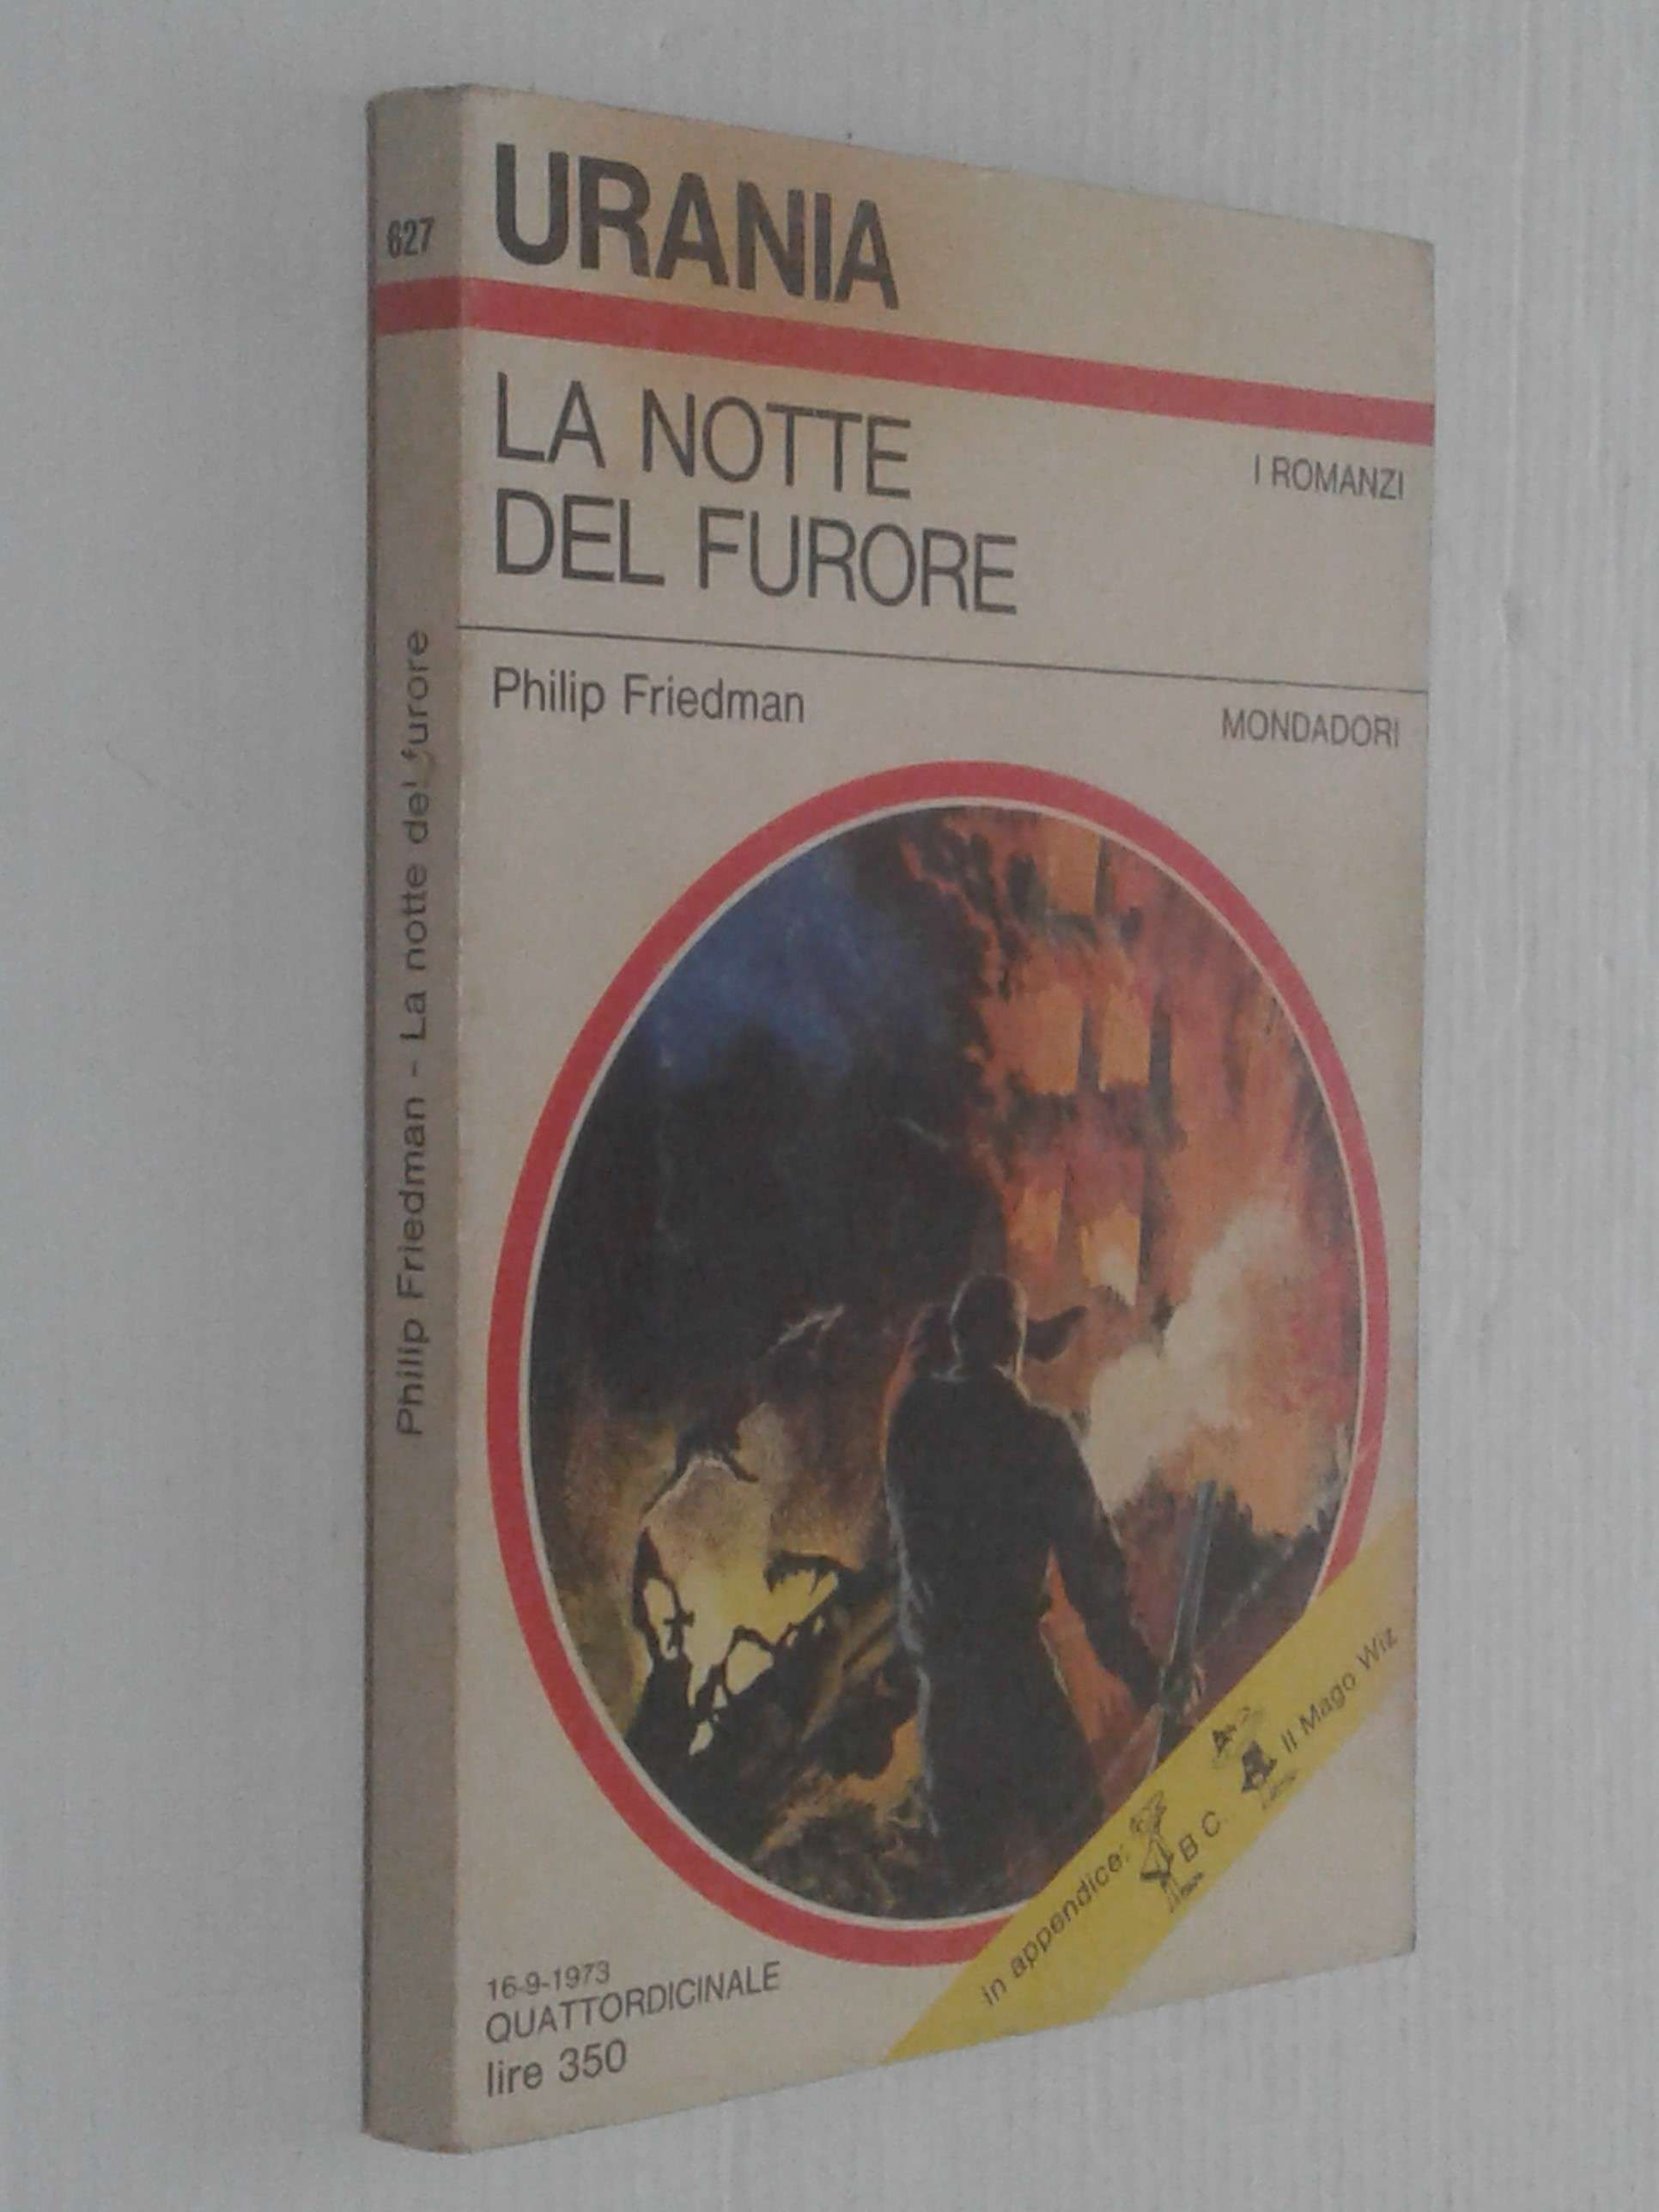 627
Philip Friedman - La notte del furore
URANIA
LA NOTTE
DEL FURORE
I ROMANZI
Philip Friedman
MONDADORI
in appendice: B C. Il Mago Wiz
16-9-1973
QUATTORDICINALE
lire 350